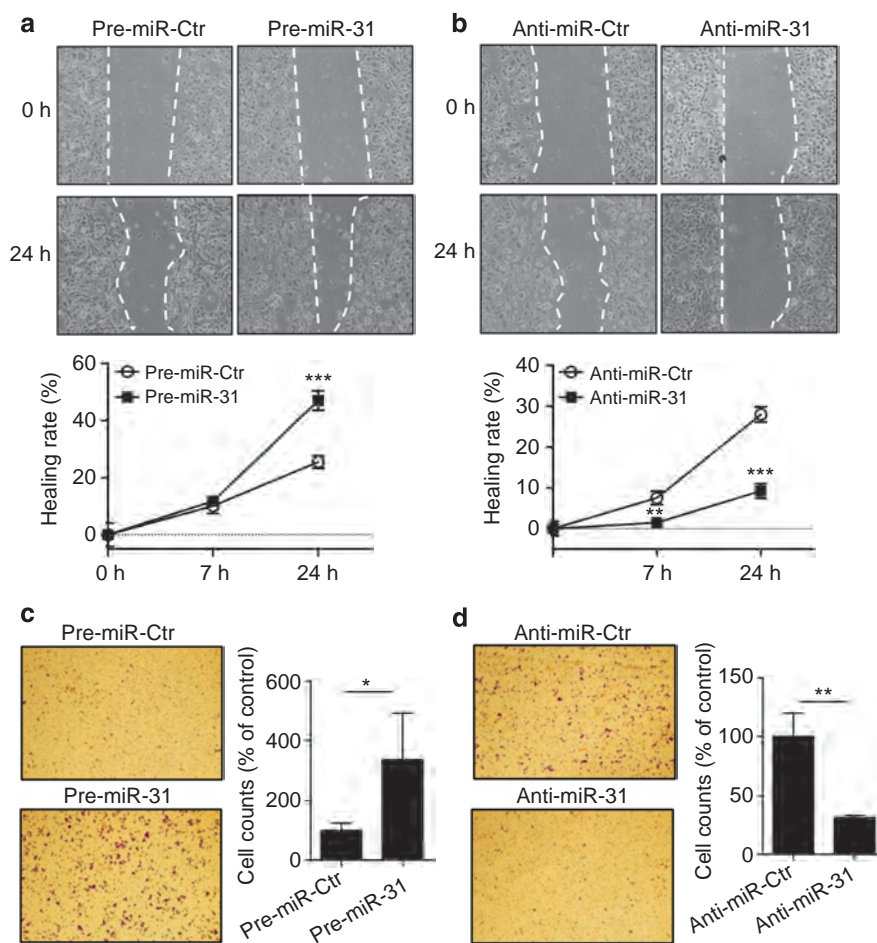 a
Pre-miR-Ctr Pre-miR-31
0 h
24 h
Healing rate (%)
60
40
20
0
Pre-miR-Ctr
Pre-miR-31
***
0 h 7 h 24 h
b
Anti-miR-Ctr Anti-miR-31
0 h
24 h
Healing rate (%)
40
30
20
10
0
Anti-miR-Ctr
Anti-miR-31
**
***
7 h 24 h
c
Pre-miR-Ctr
Pre-miR-31
Cell counts (% of control)
600
400
200
0
*
Pre-miR-Ctr
Pre-miR-31
d
Anti-miR-Ctr
Anti-miR-31
Cell counts (% of control)
150
100
50
0
**
Anti-miR-Ctr
Anti-miR-31